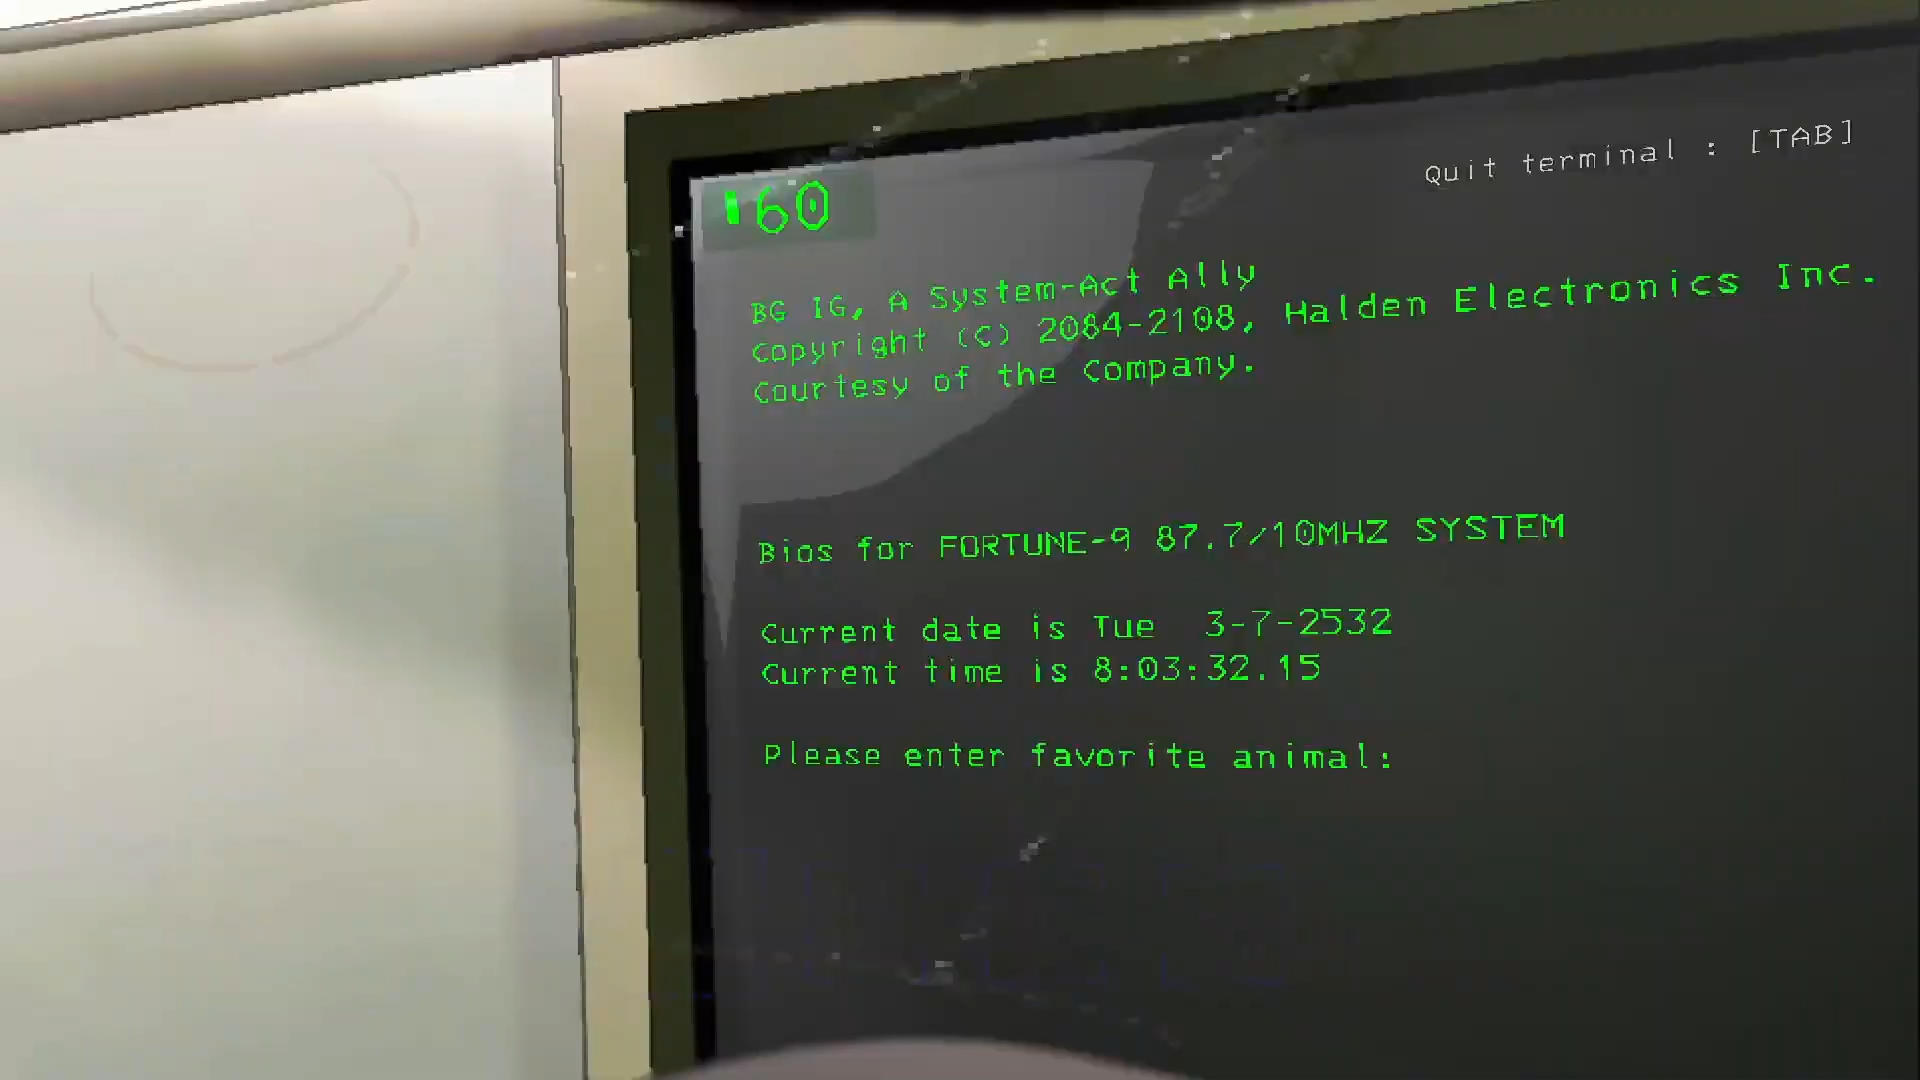 Quit terminal : [TAB]
▮60
BG IG, A System-Act Ally
Copyright (C) 2084-2108, Halden Electronics Inc.
Courtesy of the Company.
Bios for FORTUNE-9 87.7/10MHZ SYSTEM
Current date is Tue  3-7-2532
Current time is 8:03:32.15
Please enter favorite animal: